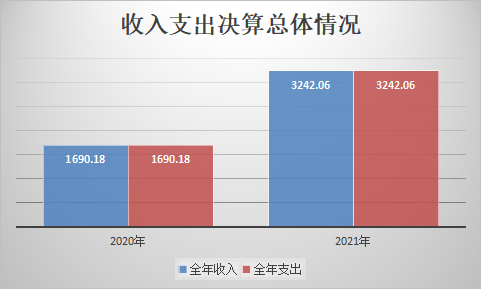 收入支出决算总体情况
3242.06 3242.06
1690.18 1690.18
2020年 2021年
全年收入 全年支出